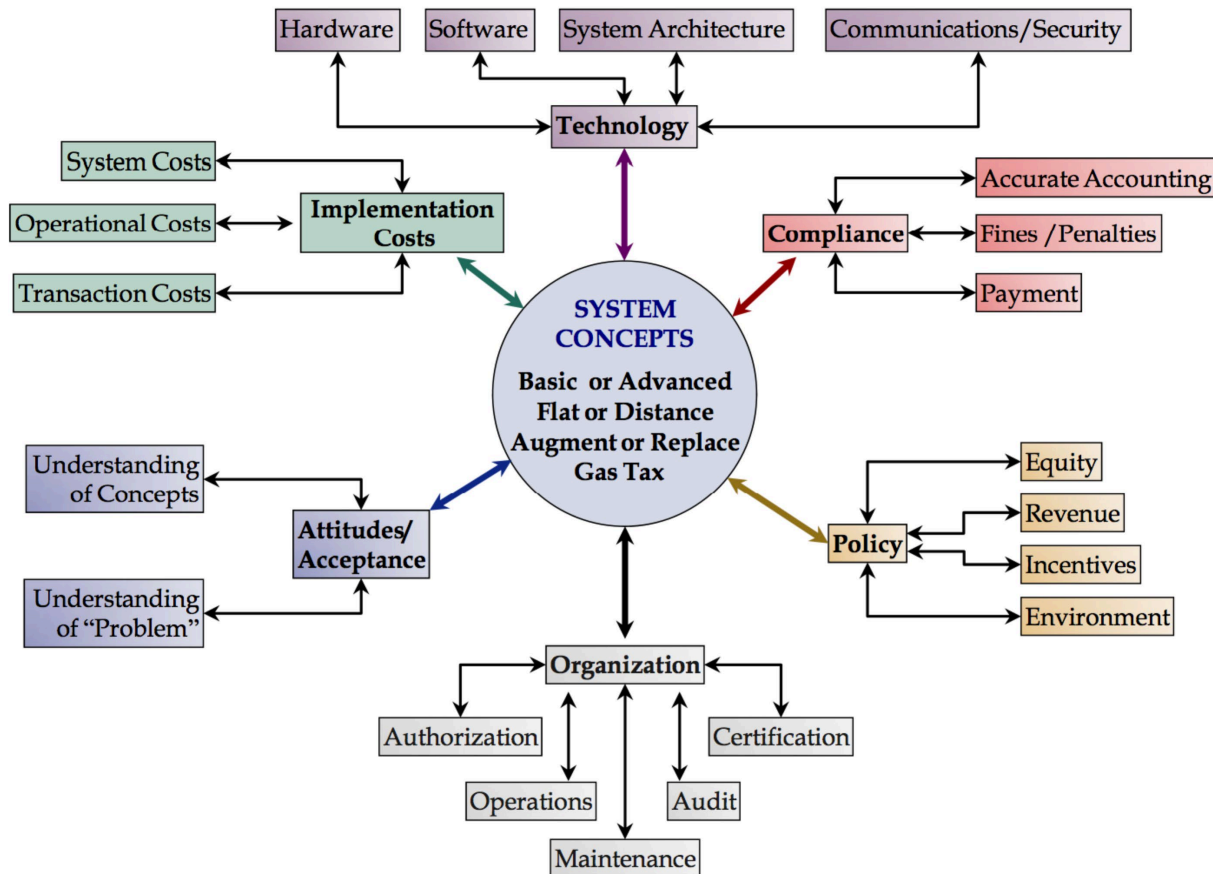 Hardware
Software
System Architecture
Communications/Security
Technology
System Costs
Operational Costs
Transaction Costs
Implementation
Costs
Compliance
Accurate Accounting
Fines /Penalties
Payment
SYSTEM
CONCEPTS
Basic or Advanced
Flat or Distance
Augment or Replace
Gas Tax
Understanding
of Concepts
Understanding
of “Problem”
Attitudes/
Acceptance
Policy
Equity
Revenue
Incentives
Environment
Organization
Authorization
Operations
Maintenance
Audit
Certification